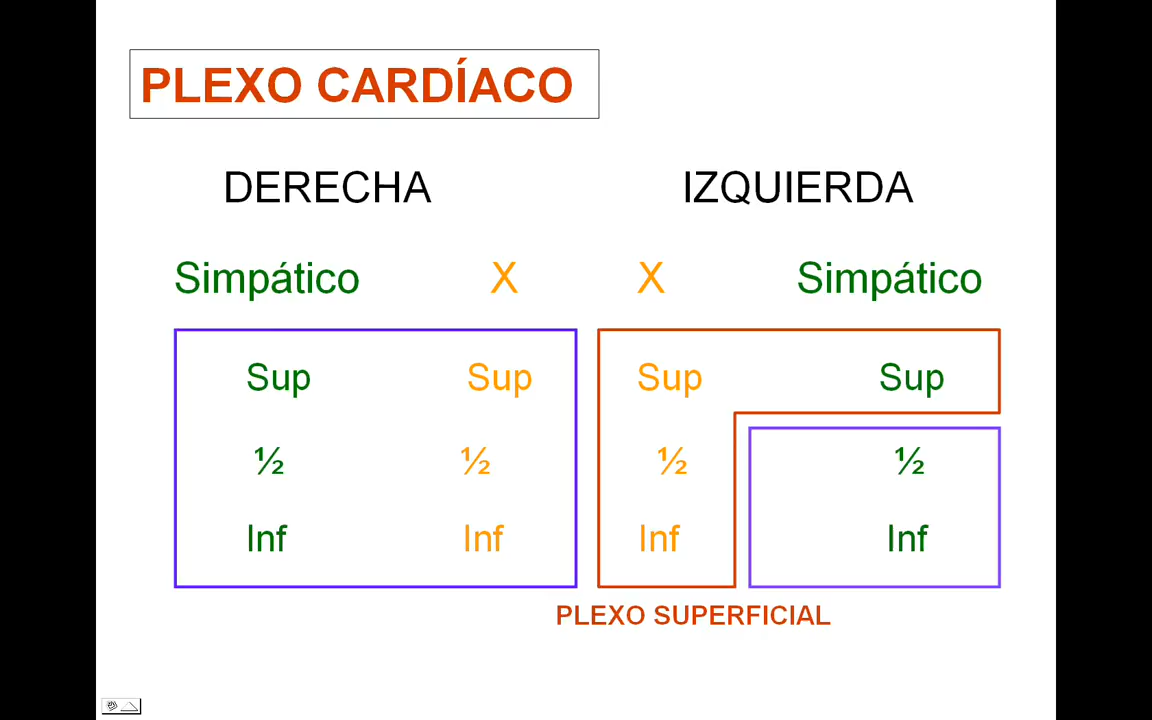 PLEXO CARDÍACO
DERECHA IZQUIERDA
Simpático X X Simpático
Sup Sup Sup Sup
½ ½ ½ ½
Inf Inf Inf Inf
PLEXO SUPERFICIAL